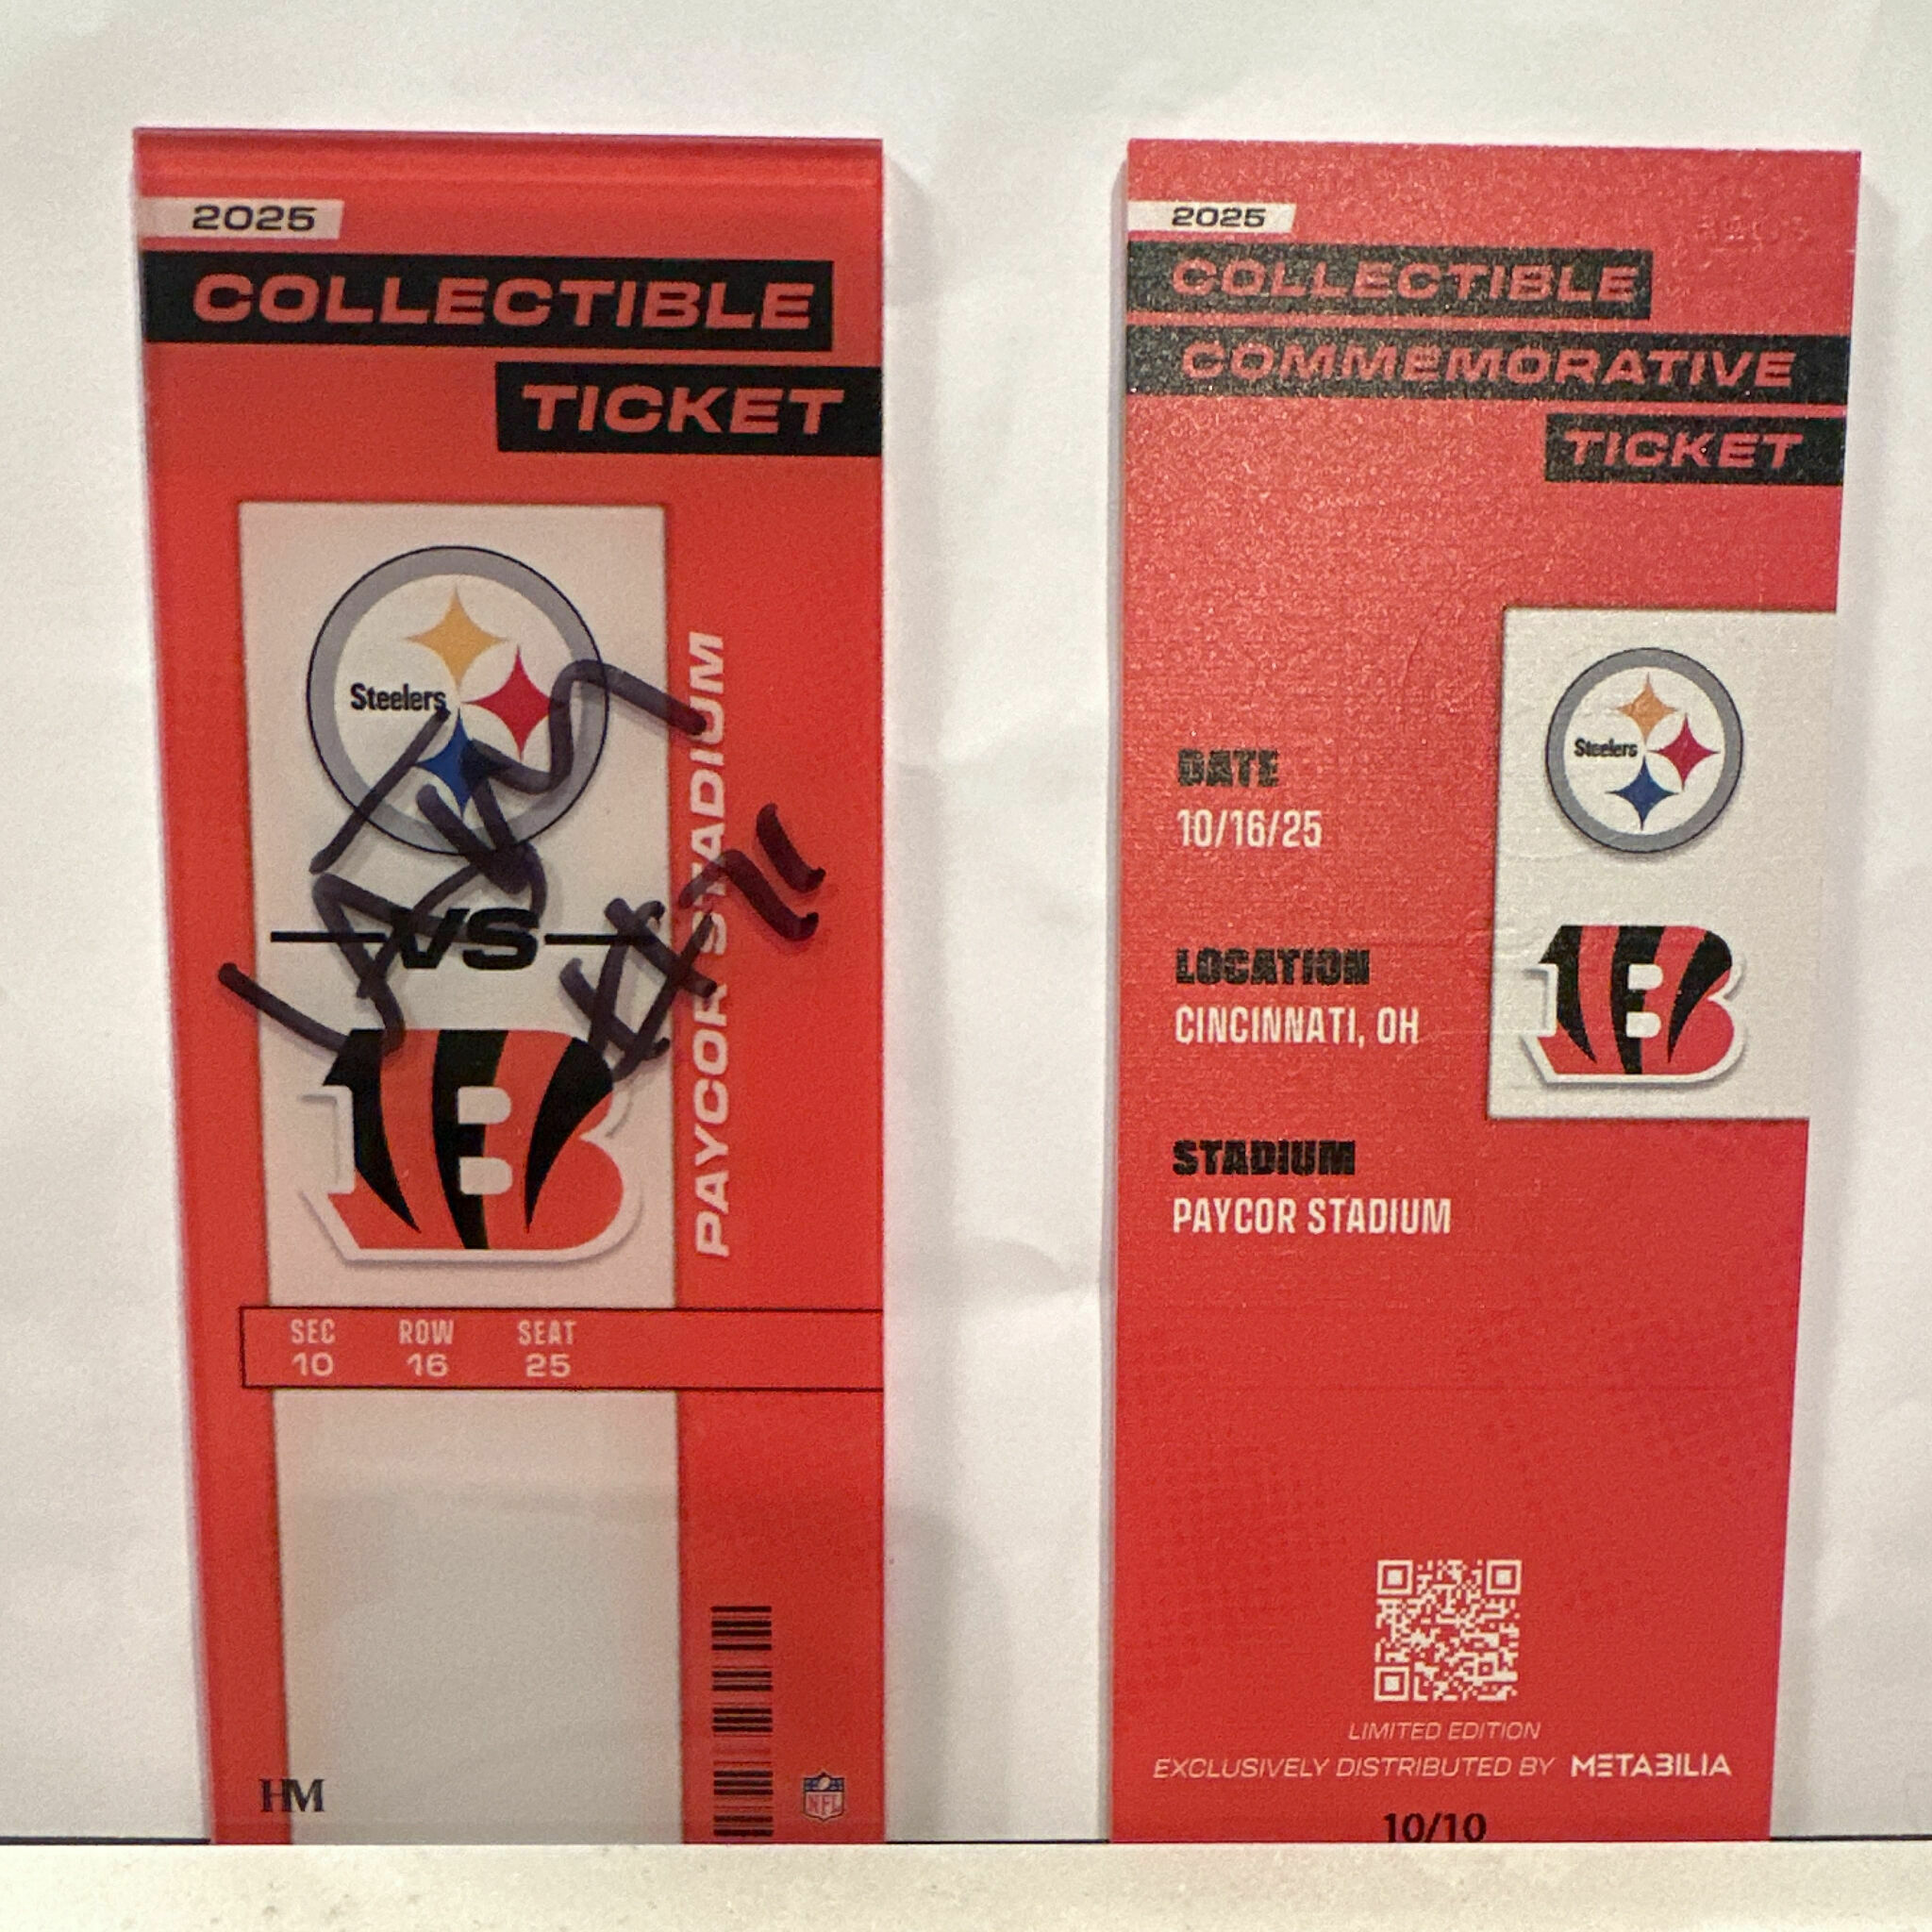 2025
COLLECTIBLE
TICKET
Steelers
VS
B
PAYCOR STADIUM
#71
SEC ROW SEAT
10 16 25
HM
NFL
2025
COLLECTIBLE
COMMEMORATIVE
TICKET
Steelers
B
DATE
10/16/25
LOCATION
CINCINNATI, OH
STADIUM
PAYCOR STADIUM
LIMITED EDITION
EXCLUSIVELY DISTRIBUTED BY METABILIA
10/10